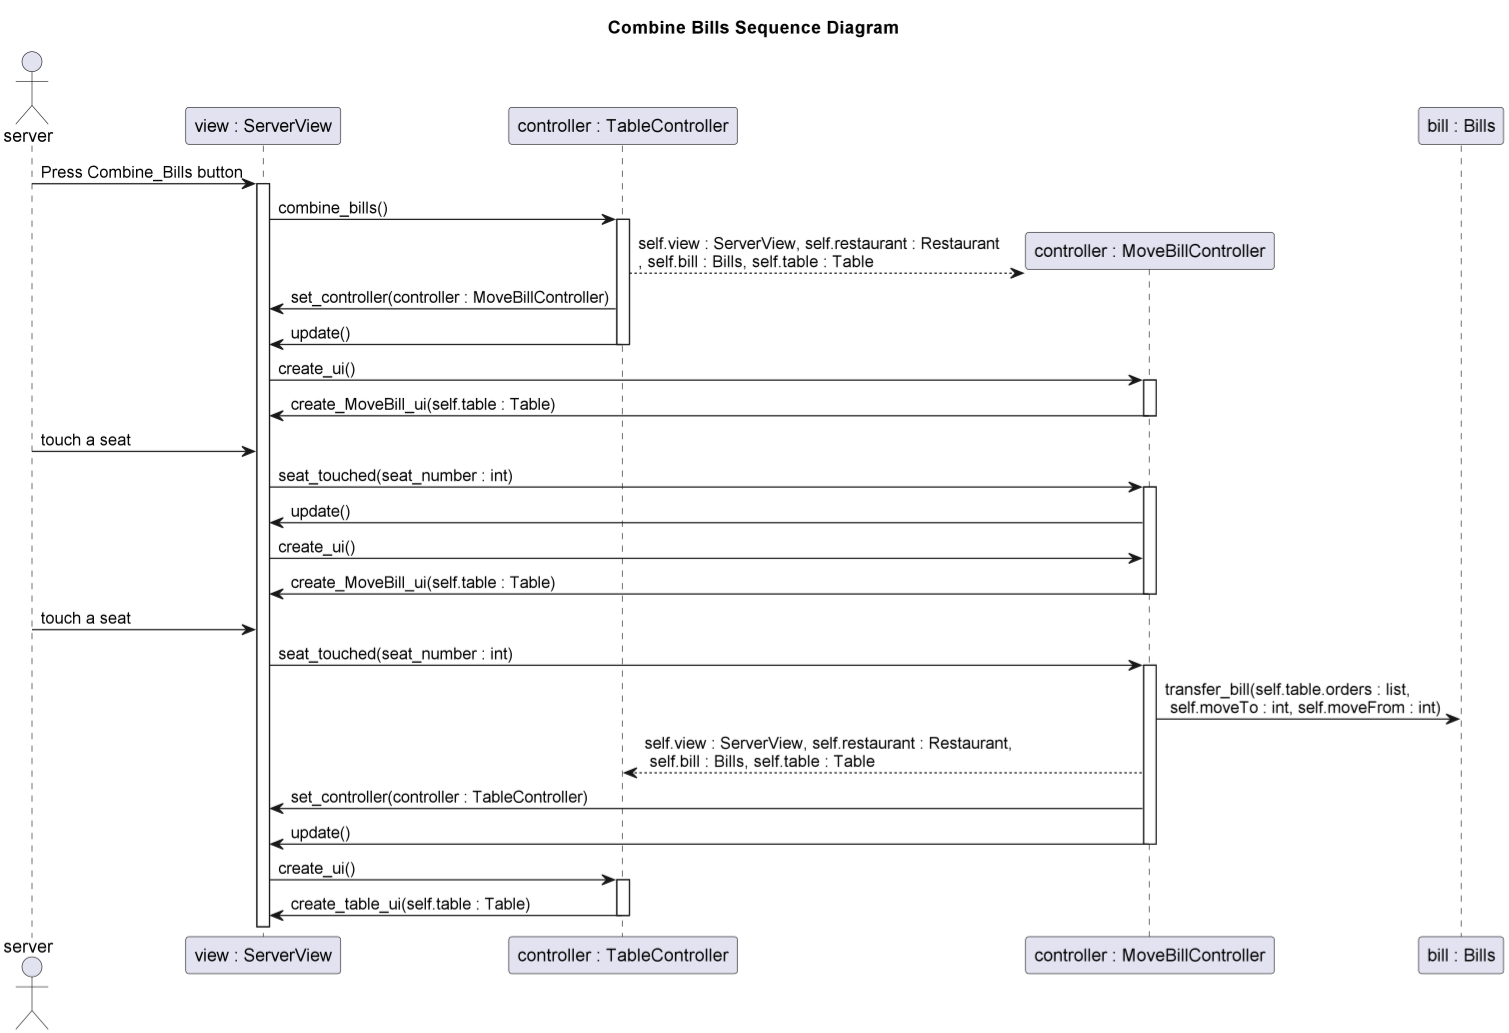 Combine Bills Sequence Diagram
server
view : ServerView
controller : TableController
bill : Bills
Press Combine_Bills button
combine_bills()
self.view : ServerView, self.restaurant : Restaurant
, self.bill : Bills, self.table : Table
controller : MoveBillController
set_controller(controller : MoveBillController)
update()
create_ui()
create_MoveBill_ui(self.table : Table)
touch a seat
seat_touched(seat_number : int)
update()
create_ui()
create_MoveBill_ui(self.table : Table)
touch a seat
seat_touched(seat_number : int)
transfer_bill(self.table.orders : list,
self.moveTo : int, self.moveFrom : int)
self.view : ServerView, self.restaurant : Restaurant,
self.bill : Bills, self.table : Table
set_controller(controller : TableController)
update()
create_ui()
create_table_ui(self.table : Table)
server
view : ServerView
controller : TableController
controller : MoveBillController
bill : Bills